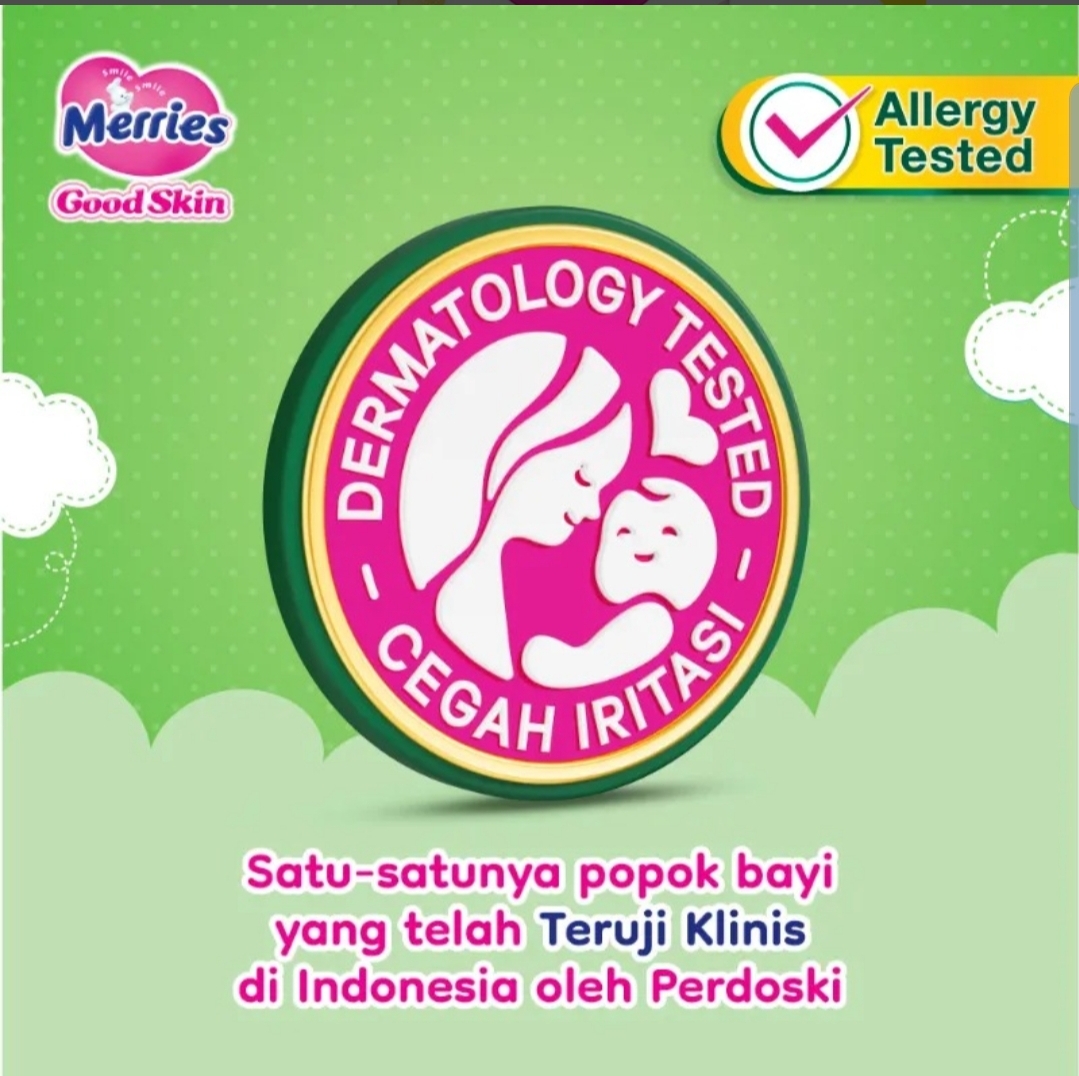 smile smile
Merries
Good Skin
Allergy
Tested
DERMATOLOGY TESTED
- CEGAH IRITASI -
Satu-satunya popok bayi
yang telah Teruji Klinis
di Indonesia oleh Perdoski